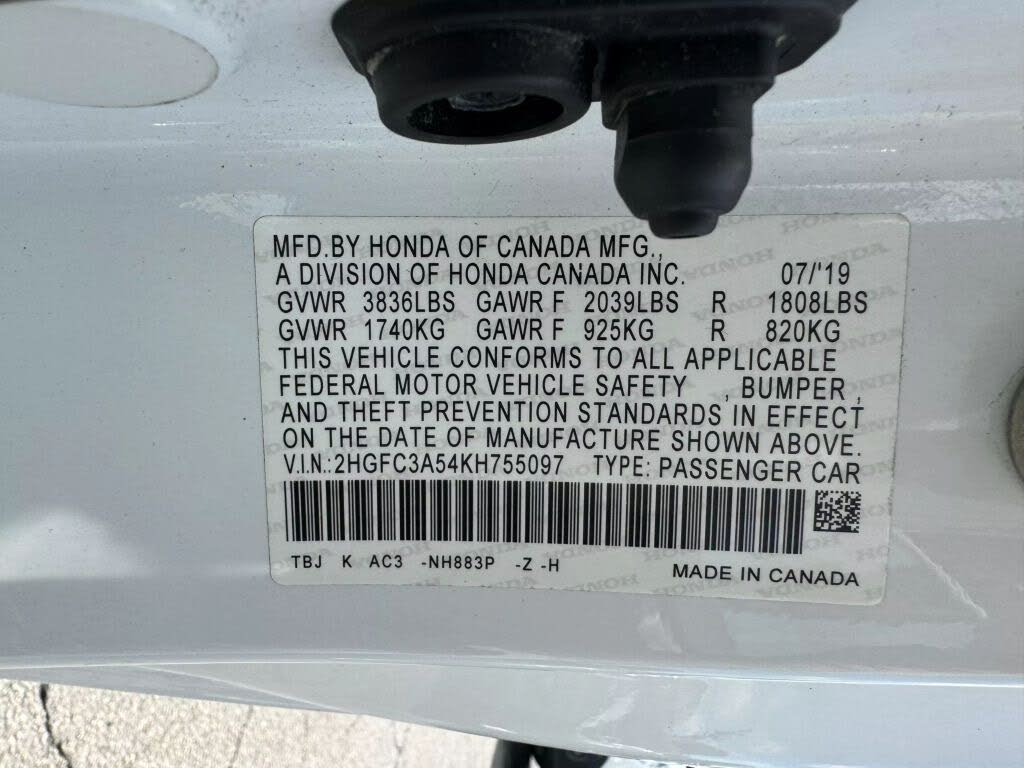 MFD.BY HONDA OF CANADA MFG.,
A DIVISION OF HONDA CANADA INC. 07/'19
GVWR 3836LBS GAWR F 2039LBS R 1808LBS
GVWR 1740KG GAWR F 925KG R 820KG
THIS VEHICLE CONFORMS TO ALL APPLICABLE
FEDERAL MOTOR VEHICLE SAFETY , BUMPER ,
AND THEFT PREVENTION STANDARDS IN EFFECT
ON THE DATE OF MANUFACTURE SHOWN ABOVE.
V.I.N.:2HGFC3A54KH755097 TYPE: PASSENGER CAR
TBJ K AC3 -NH883P -Z -H
MADE IN CANADA